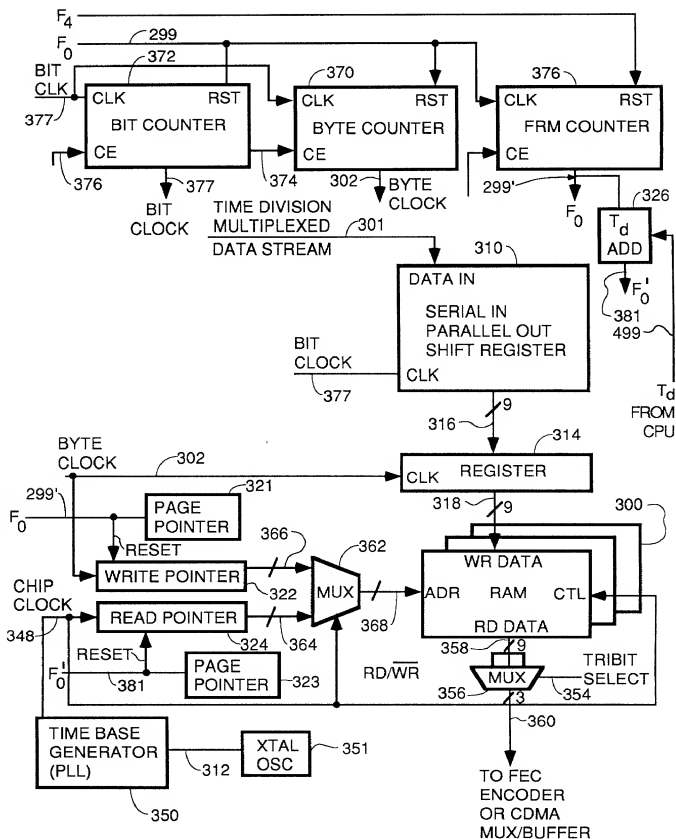 F4
F0
299
372
370
376
BIT
CLK
377
CLK
RST
BIT COUNTER
CE
376
377
374
CLK
RST
BYTE COUNTER
CE
302
CLK
RST
FRM COUNTER
CE
299'
F0
326
Td
ADD
BIT
CLOCK
BYTE
CLOCK
TIME DIVISION
MULTIPLEXED
DATA STREAM
301
310
DATA IN
SERIAL IN
PARALLEL OUT
SHIFT REGISTER
CLK
F0'
381
499
BIT
CLOCK
377
Td
FROM
CPU
9
316
314
BYTE
CLOCK
302
CLK
REGISTER
318
9
299'
F0
321
PAGE
POINTER
RESET
WRITE POINTER
322
366
362
MUX
300
WR DATA
ADR
RAM
CTL
RD DATA
368
CHIP
CLOCK
348
READ POINTER
324
364
RESET
F0'
381
PAGE
POINTER
323
RD/WR
358
9
MUX
356
3
TRIBIT
SELECT
354
360
TIME BASE
GENERATOR
(PLL)
350
312
XTAL
OSC
351
TO FEC
ENCODER
OR CDMA
MUX/BUFFER